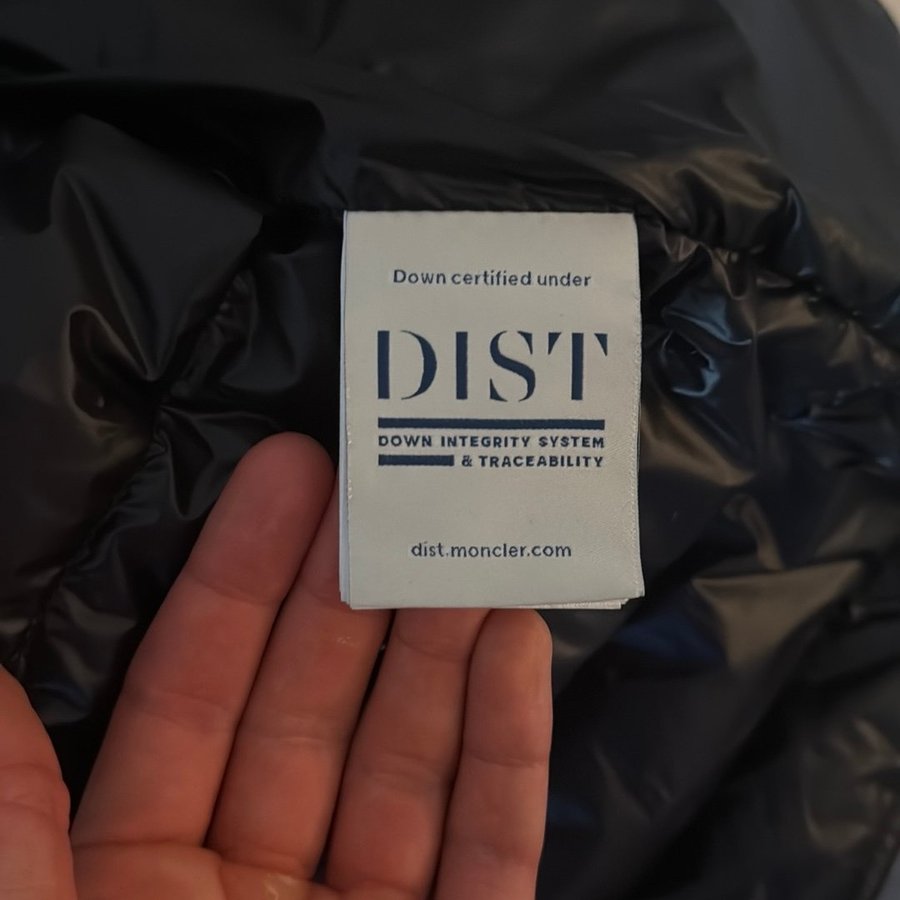 Down certified under
DIST
DOWN INTEGRITY SYSTEM
& TRACEABILITY
dist.moncler.com